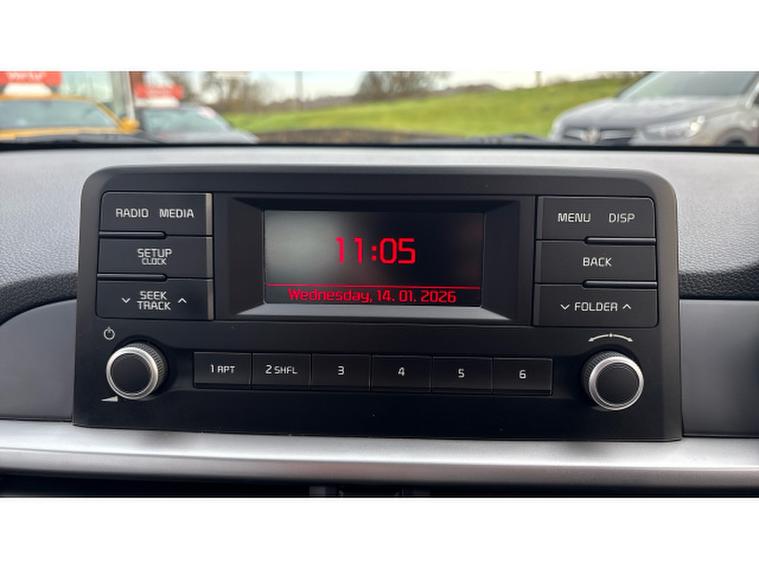 RADIO MEDIA
SETUP
CLOCK
SEEK
TRACK
11:05
Wednesday, 14. 01. 2026
MENU DISP
BACK
FOLDER
1 APT 2 SHFL 3 4 5 6